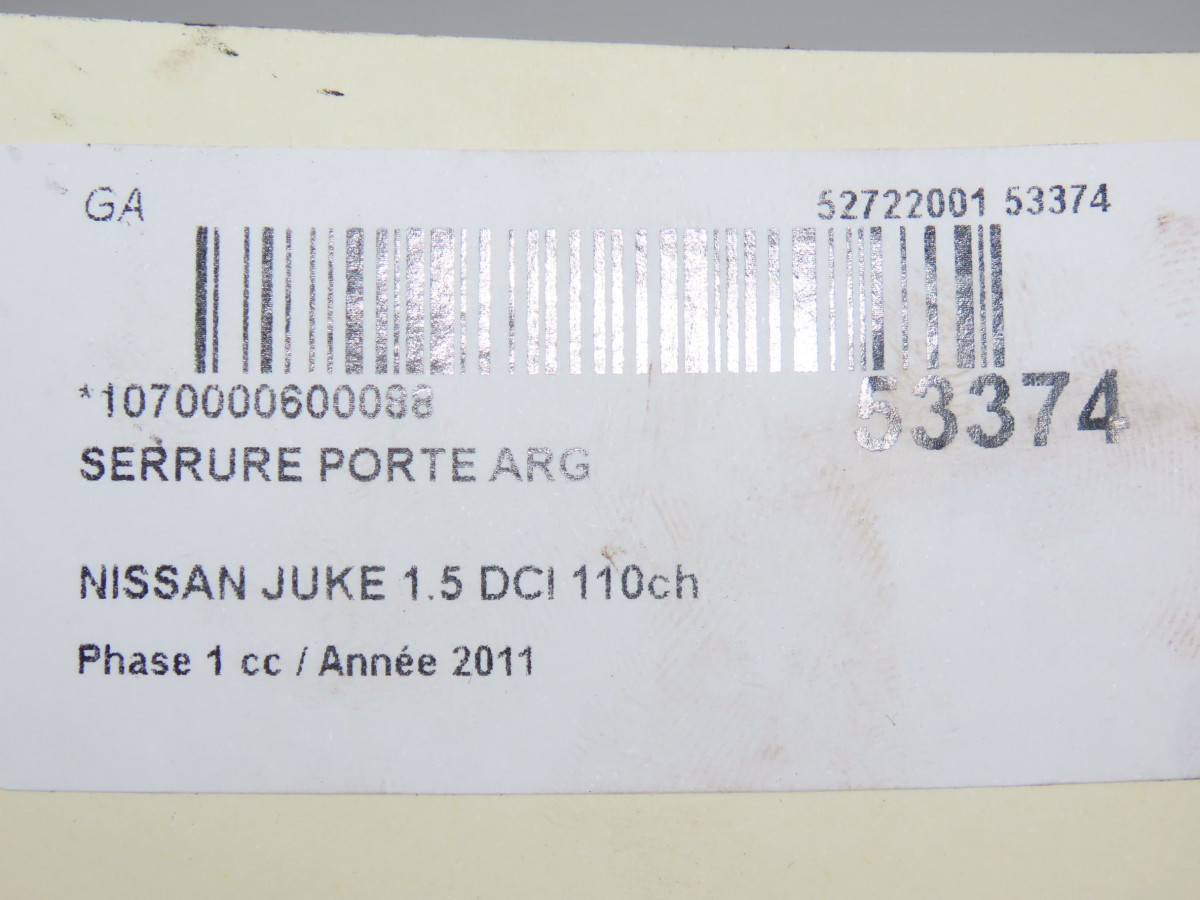 GA 52722001 53374
*1070000600088 53374
SERRURE PORTE ARG
NISSAN JUKE 1.5 DCI 110ch
Phase 1 cc / Année 2011